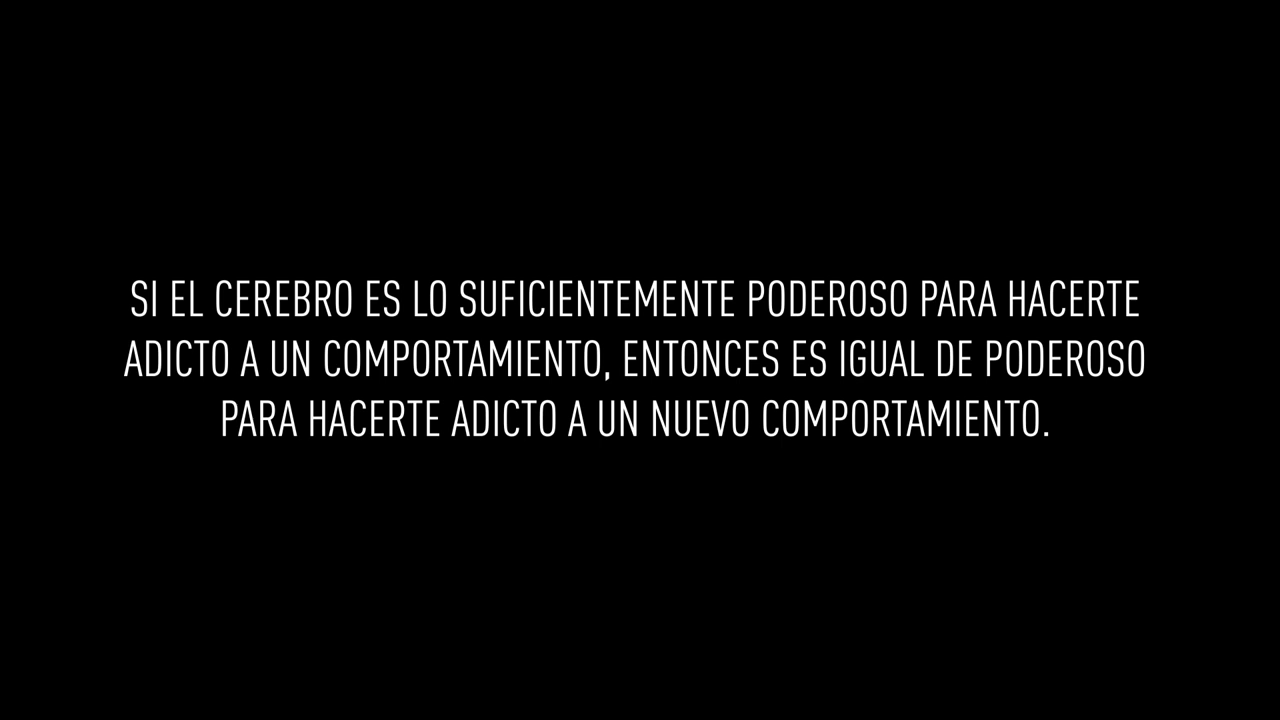 SI EL CEREBRO ES LO SUFICIENTEMENTE PODEROSO PARA HACERTE
ADICTO A UN COMPORTAMIENTO, ENTONCES ES IGUAL DE PODEROSO
PARA HACERTE ADICTO A UN NUEVO COMPORTAMIENTO.